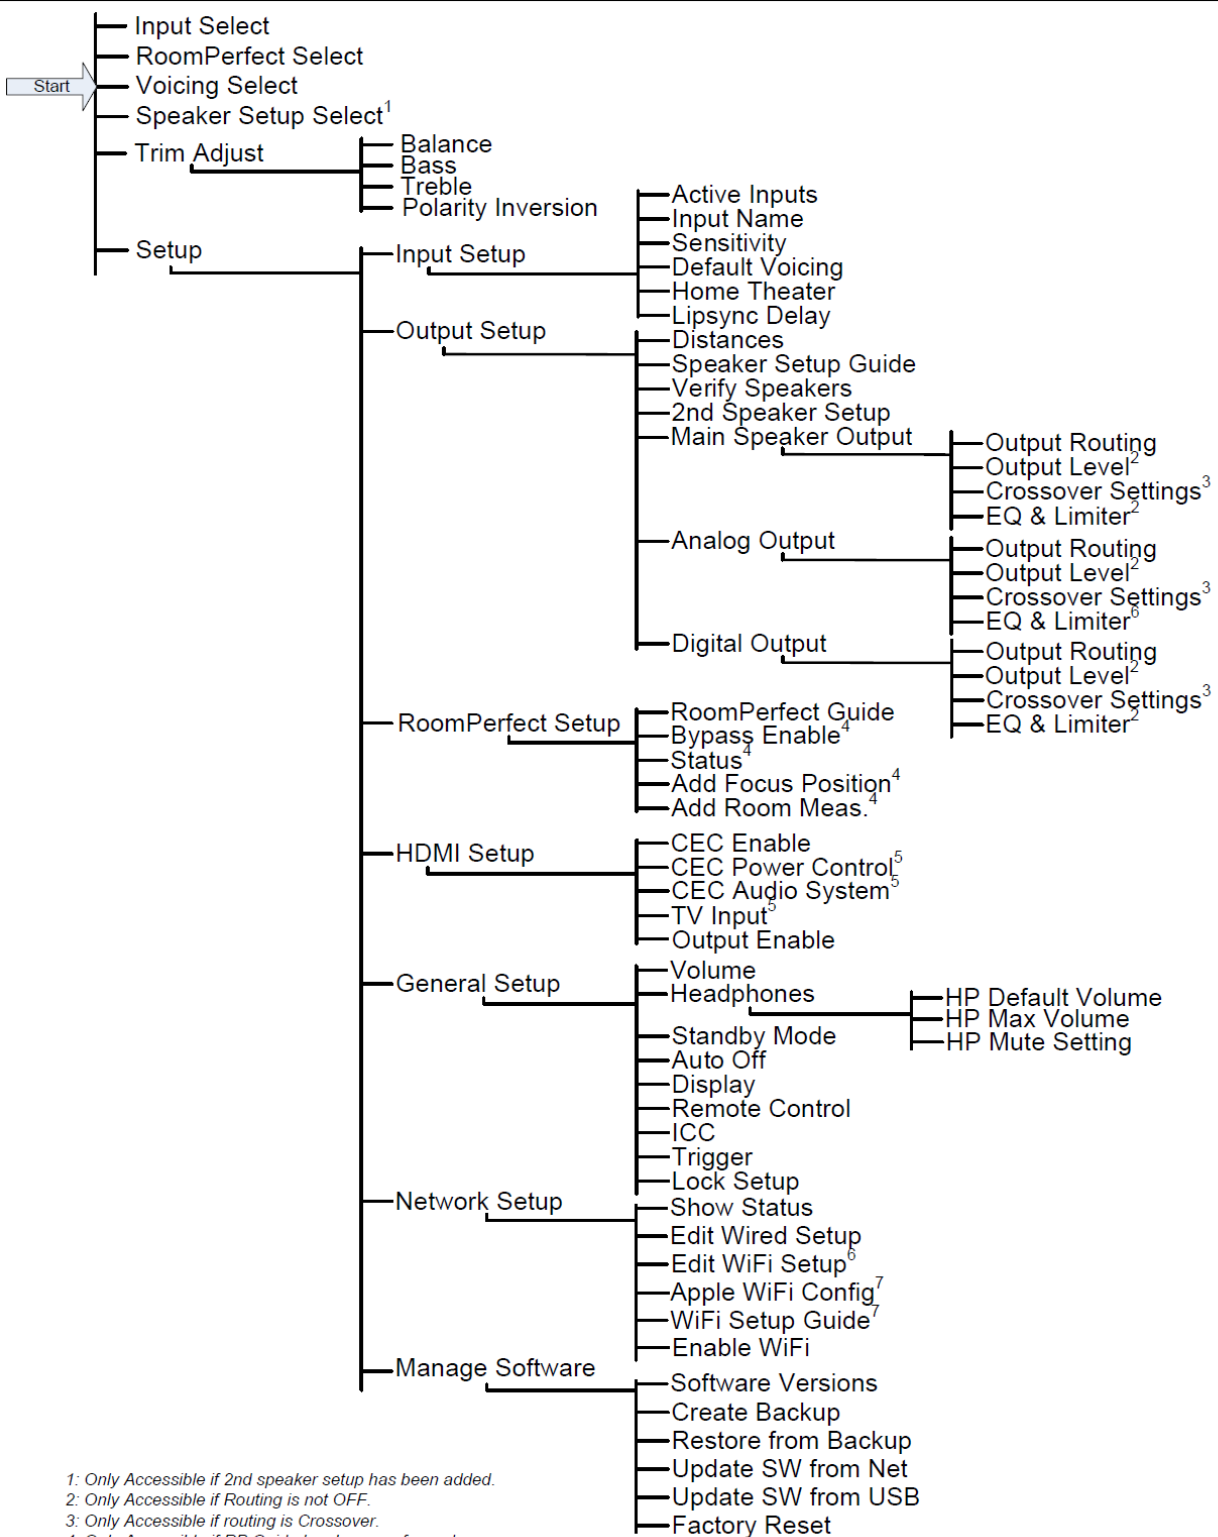 Input Select
RoomPerfect Select
Start
Voicing Select
Speaker Setup Select1
Trim Adjust
Balance
Bass
Treble
Polarity Inversion
Setup
Input Setup
Active Inputs
Input Name
Sensitivity
Default Voicing
Home Theater
Lipsync Delay
Output Setup
Distances
Speaker Setup Guide
Verify Speakers
2nd Speaker Setup
Main Speaker Output
Output Routing
Output Level2
Crossover Settings3
EQ & Limiter2
Analog Output
Output Routing
Output Level2
Crossover Settings3
EQ & Limiter6
Digital Output
Output Routing
Output Level2
Crossover Settings3
EQ & Limiter2
RoomPerfect Setup
RoomPerfect Guide
Bypass Enable4
Status4
Add Focus Position4
Add Room Meas.4
HDMI Setup
CEC Enable
CEC Power Control5
CEC Audio System5
TV Input5
Output Enable
General Setup
Volume
Headphones
HP Default Volume
HP Max Volume
HP Mute Setting
Standby Mode
Auto Off
Display
Remote Control
ICC
Trigger
Lock Setup
Network Setup
Show Status
Edit Wired Setup
Edit WiFi Setup6
Apple WiFi Config7
WiFi Setup Guide7
Enable WiFi
Manage Software
Software Versions
Create Backup
Restore from Backup
Update SW from Net
Update SW from USB
Factory Reset
1: Only Accessible if 2nd speaker setup has been added.
2: Only Accessible if Routing is not OFF.
3: Only Accessible if routing is Crossover.